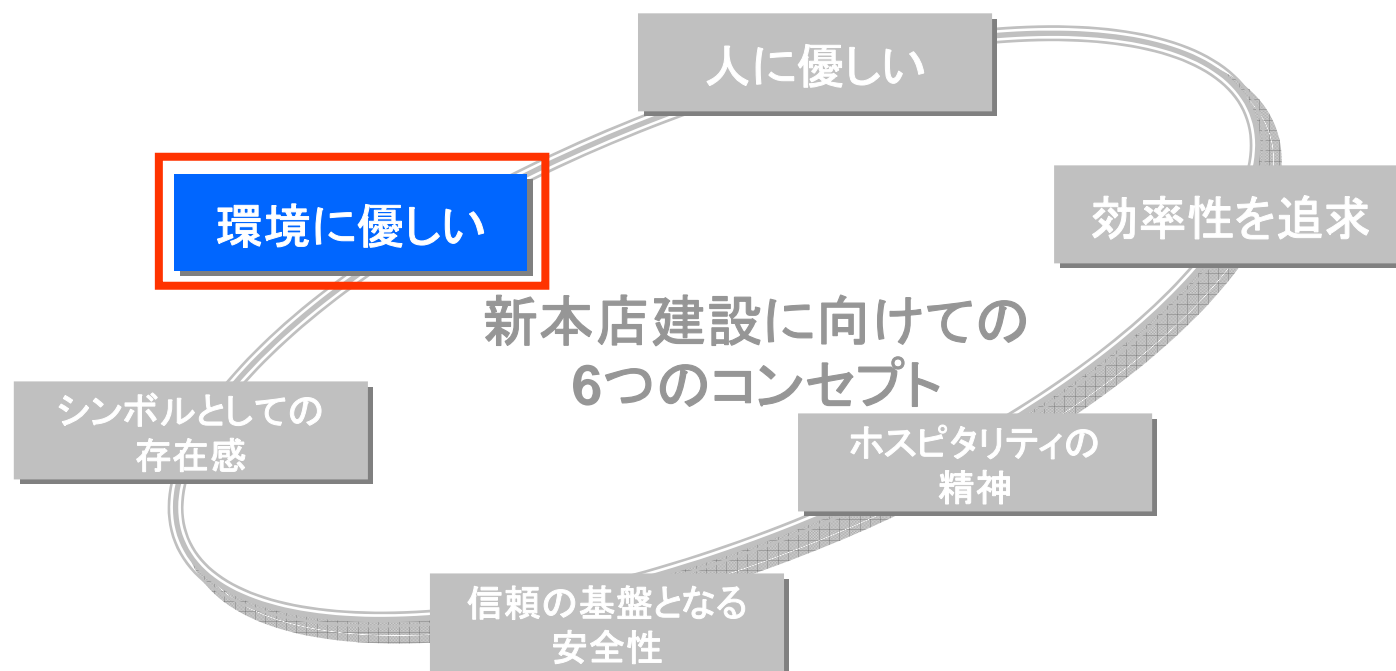 人に優しい
環境に優しい
効率性を追求
新本店建設に向けての
6つのコンセプト
シンボルとしての
存在感
ホスピタリティの
精神
信頼の基盤となる
安全性